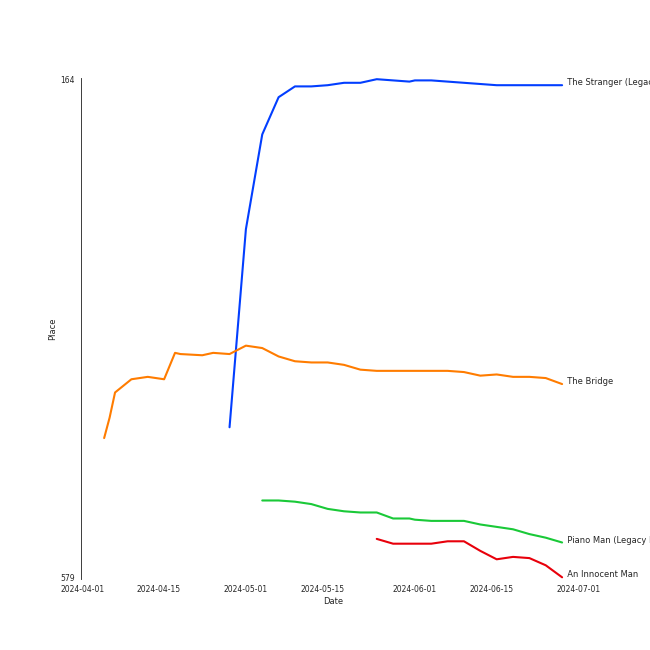 164
The Stranger (Legac
Place
The Bridge
Piano Man (Legacy
An Innocent Man
579
2024-04-01 2024-04-15 2024-05-01 2024-05-15 2024-06-01 2024-06-15 2024-07-01
Date